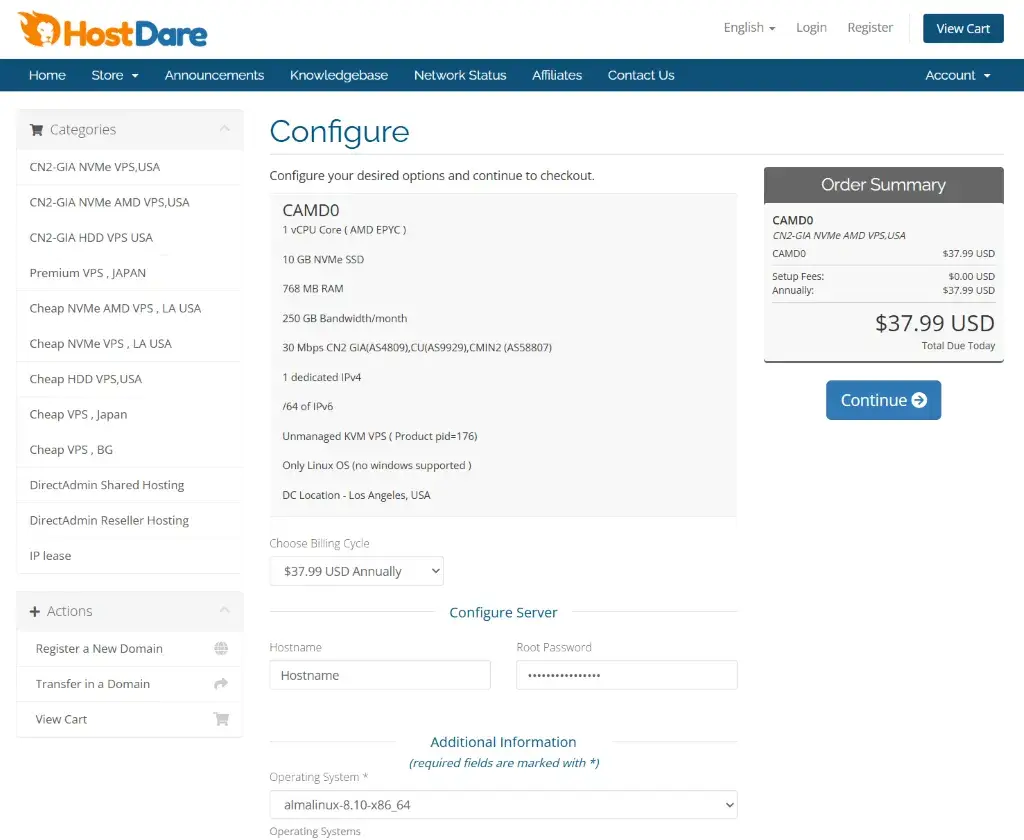 HostDare
English
Login
Register
View Cart
Home
Store
Announcements
Knowledgebase
Network Status
Affiliates
Contact Us
Account
Categories
CN2-GIA NVMe VPS,USA
CN2-GIA NVMe AMD VPS,USA
CN2-GIA HDD VPS USA
Premium VPS , JAPAN
Cheap NVMe AMD VPS , LA USA
Cheap NVMe VPS , LA USA
Cheap HDD VPS,USA
Cheap VPS , Japan
Cheap VPS , BG
DirectAdmin Shared Hosting
DirectAdmin Reseller Hosting
IP lease
Actions
Register a New Domain
Transfer in a Domain
View Cart
Configure
Configure your desired options and continue to checkout.
CAMD0
1 vCPU Core ( AMD EPYC )
10 GB NVMe SSD
768 MB RAM
250 GB Bandwidth/month
30 Mbps CN2 GIA(AS4809),CU(AS9929),CMIN2 (AS58807)
1 dedicated IPv4
/64 of IPv6
Unmanaged KVM VPS ( Product pid=176)
Only Linux OS (no windows supported )
DC Location - Los Angeles, USA
Choose Billing Cycle
$37.99 USD Annually
Configure Server
Hostname
Root Password
Hostname
••••••••••••••••
Additional Information
(required fields are marked with *)
Operating System *
almalinux-8.10-x86_64
Operating Systems
Order Summary
CAMD0
CN2-GIA NVMe AMD VPS,USA
CAMD0 $37.99 USD
Setup Fees: $0.00 USD
Annually: $37.99 USD
$37.99 USD
Total Due Today
Continue